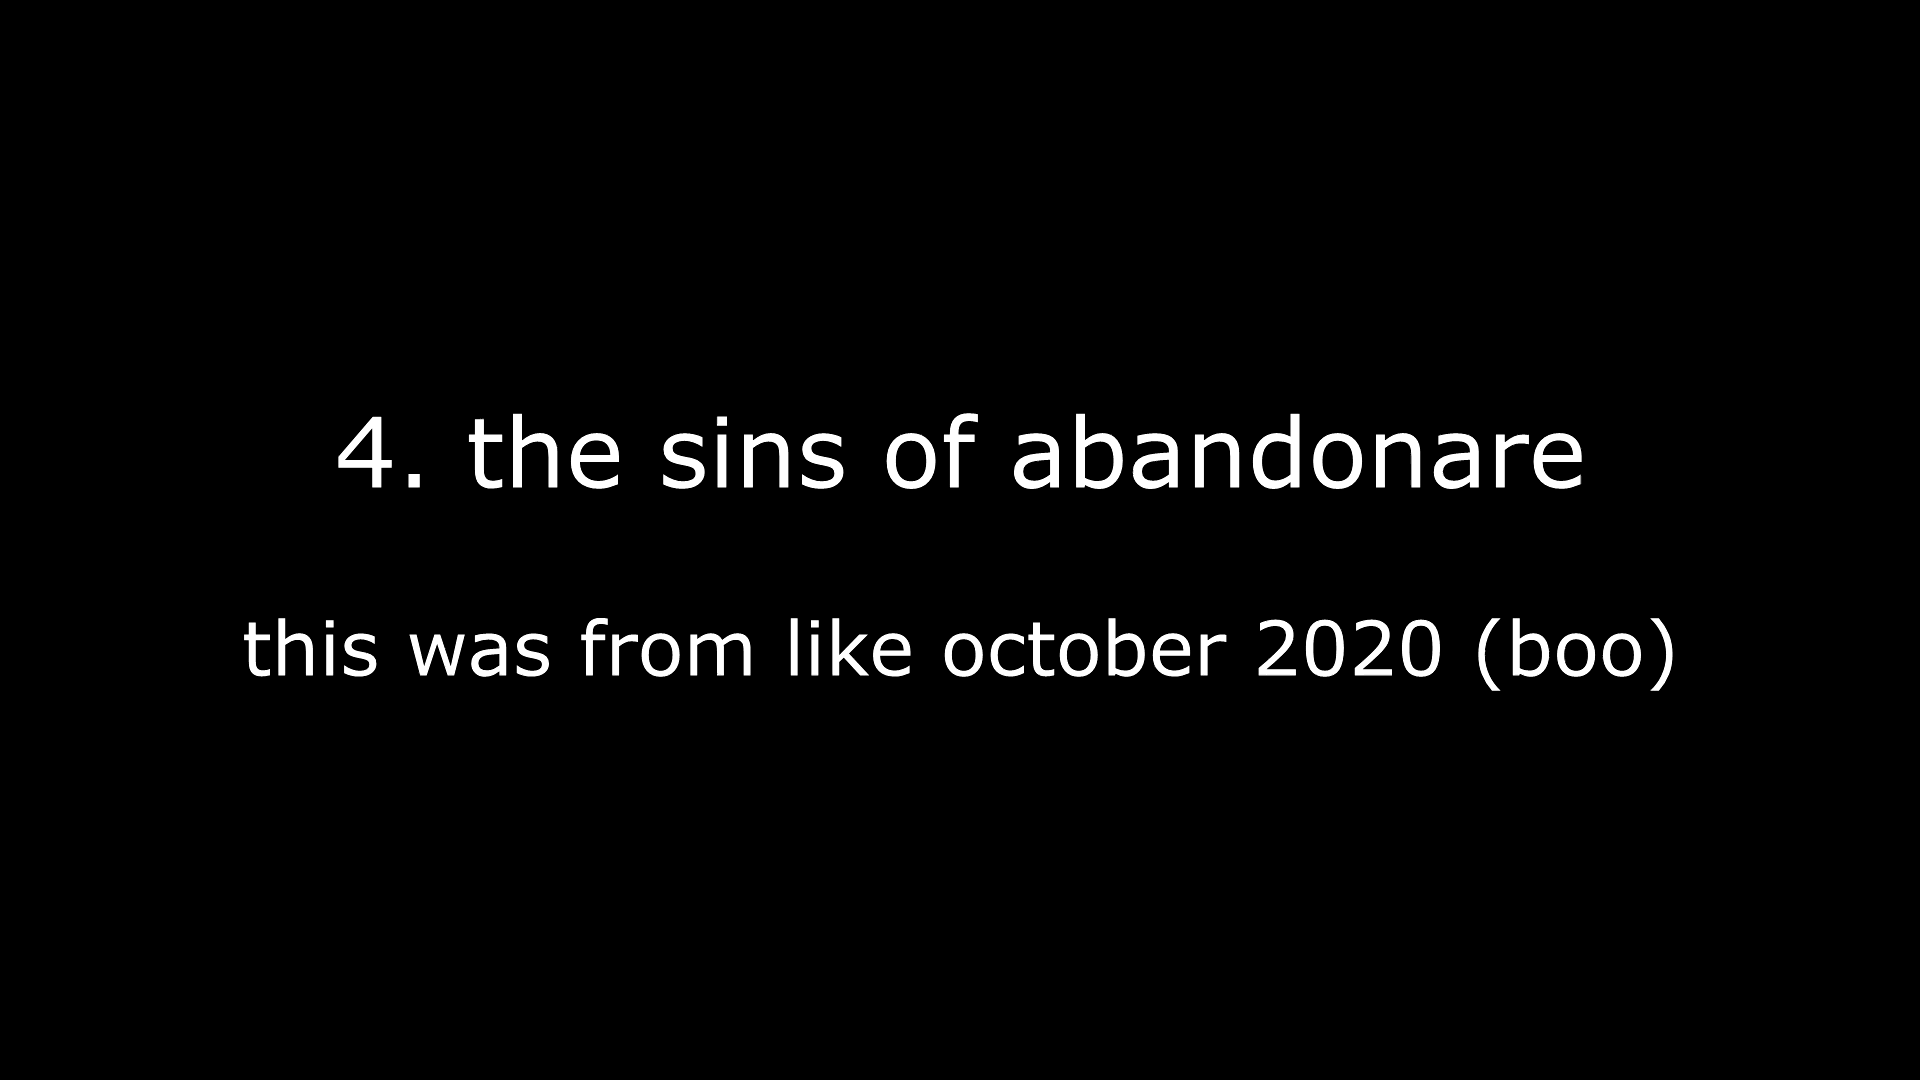 4. the sins of abandonare
this was from like october 2020 (boo)